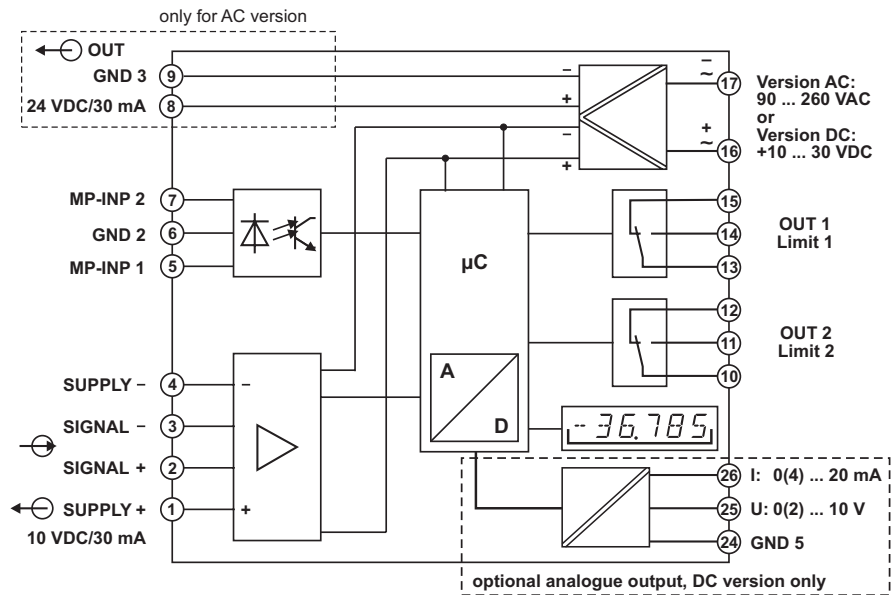 only for AC version
OUT
GND 3
9
24 VDC/30 mA
8
–
+
–
+
–
~
17
+
~
16
Version AC:
90 ... 260 VAC
or
Version DC:
+10 ... 30 VDC
MP-INP 2
7
GND 2
6
MP-INP 1
5
µC
A
D
15
14
13
OUT 1
Limit 1
12
11
10
OUT 2
Limit 2
SUPPLY –
4
–
SIGNAL –
3
SIGNAL +
2
SUPPLY +
1
+
10 VDC/30 mA
-36.785
26
I: 0(4) ... 20 mA
25
U: 0(2) ... 10 V
24
GND 5
optional analogue output, DC version only